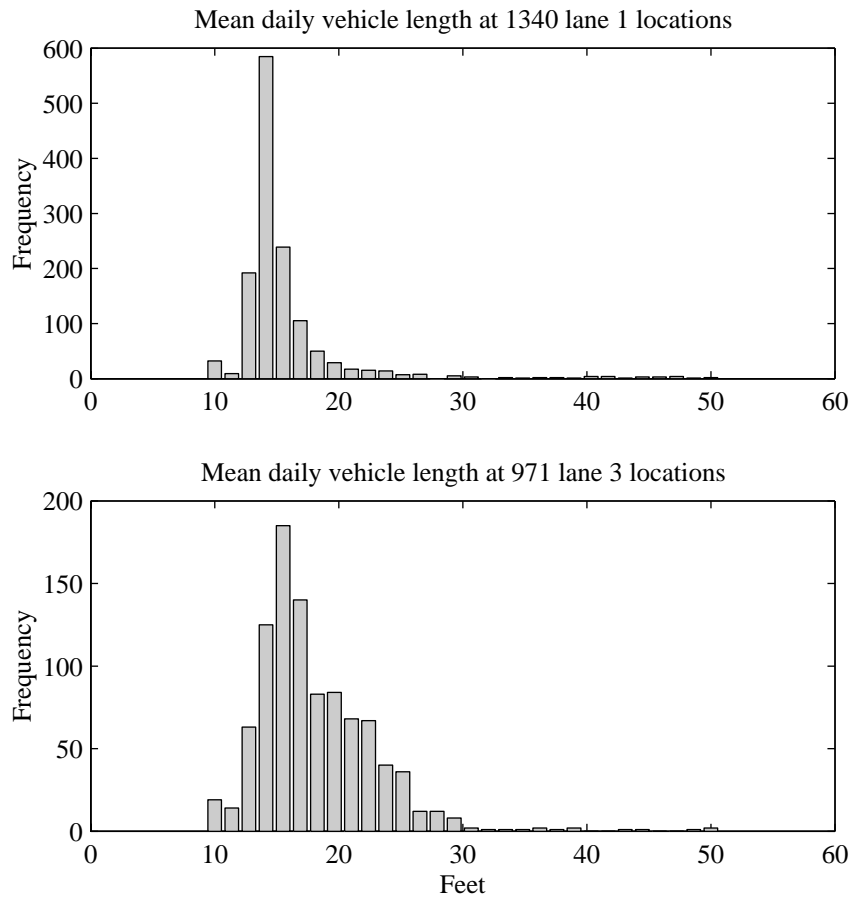 Mean daily vehicle length at 1340 lane 1 locations
600
500
400
300
200
100
0
Frequency
0 10 20 30 40 50 60
Mean daily vehicle length at 971 lane 3 locations
200
150
100
50
0
Frequency
0 10 20 30 40 50 60
Feet